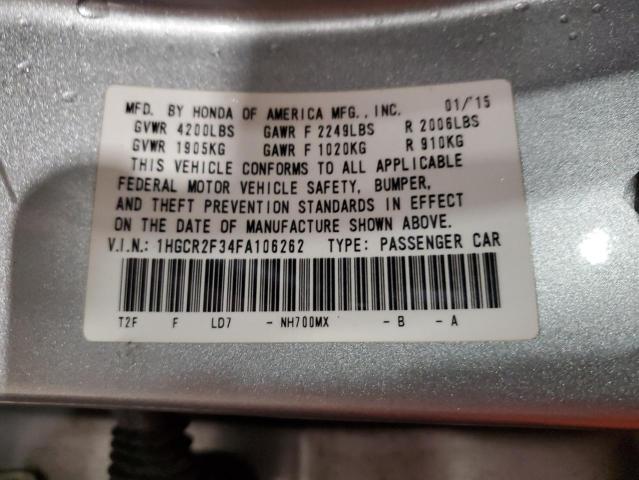 MFD. BY HONDA OF AMERICA MFG., INC. 01/'15
GVWR 4200LBS GAWR F 2249LBS R 2006LBS
GVWR 1905KG GAWR F 1020KG R 910KG
THIS VEHICLE CONFORMS TO ALL APPLICABLE
FEDERAL MOTOR VEHICLE SAFETY, BUMPER,
AND THEFT PREVENTION STANDARDS IN EFFECT
ON THE DATE OF MANUFACTURE SHOWN ABOVE.
V.I.N.: 1HGCR2F34FA106262 TYPE: PASSENGER CAR
T2F F LD7 - NH700MX - B - A